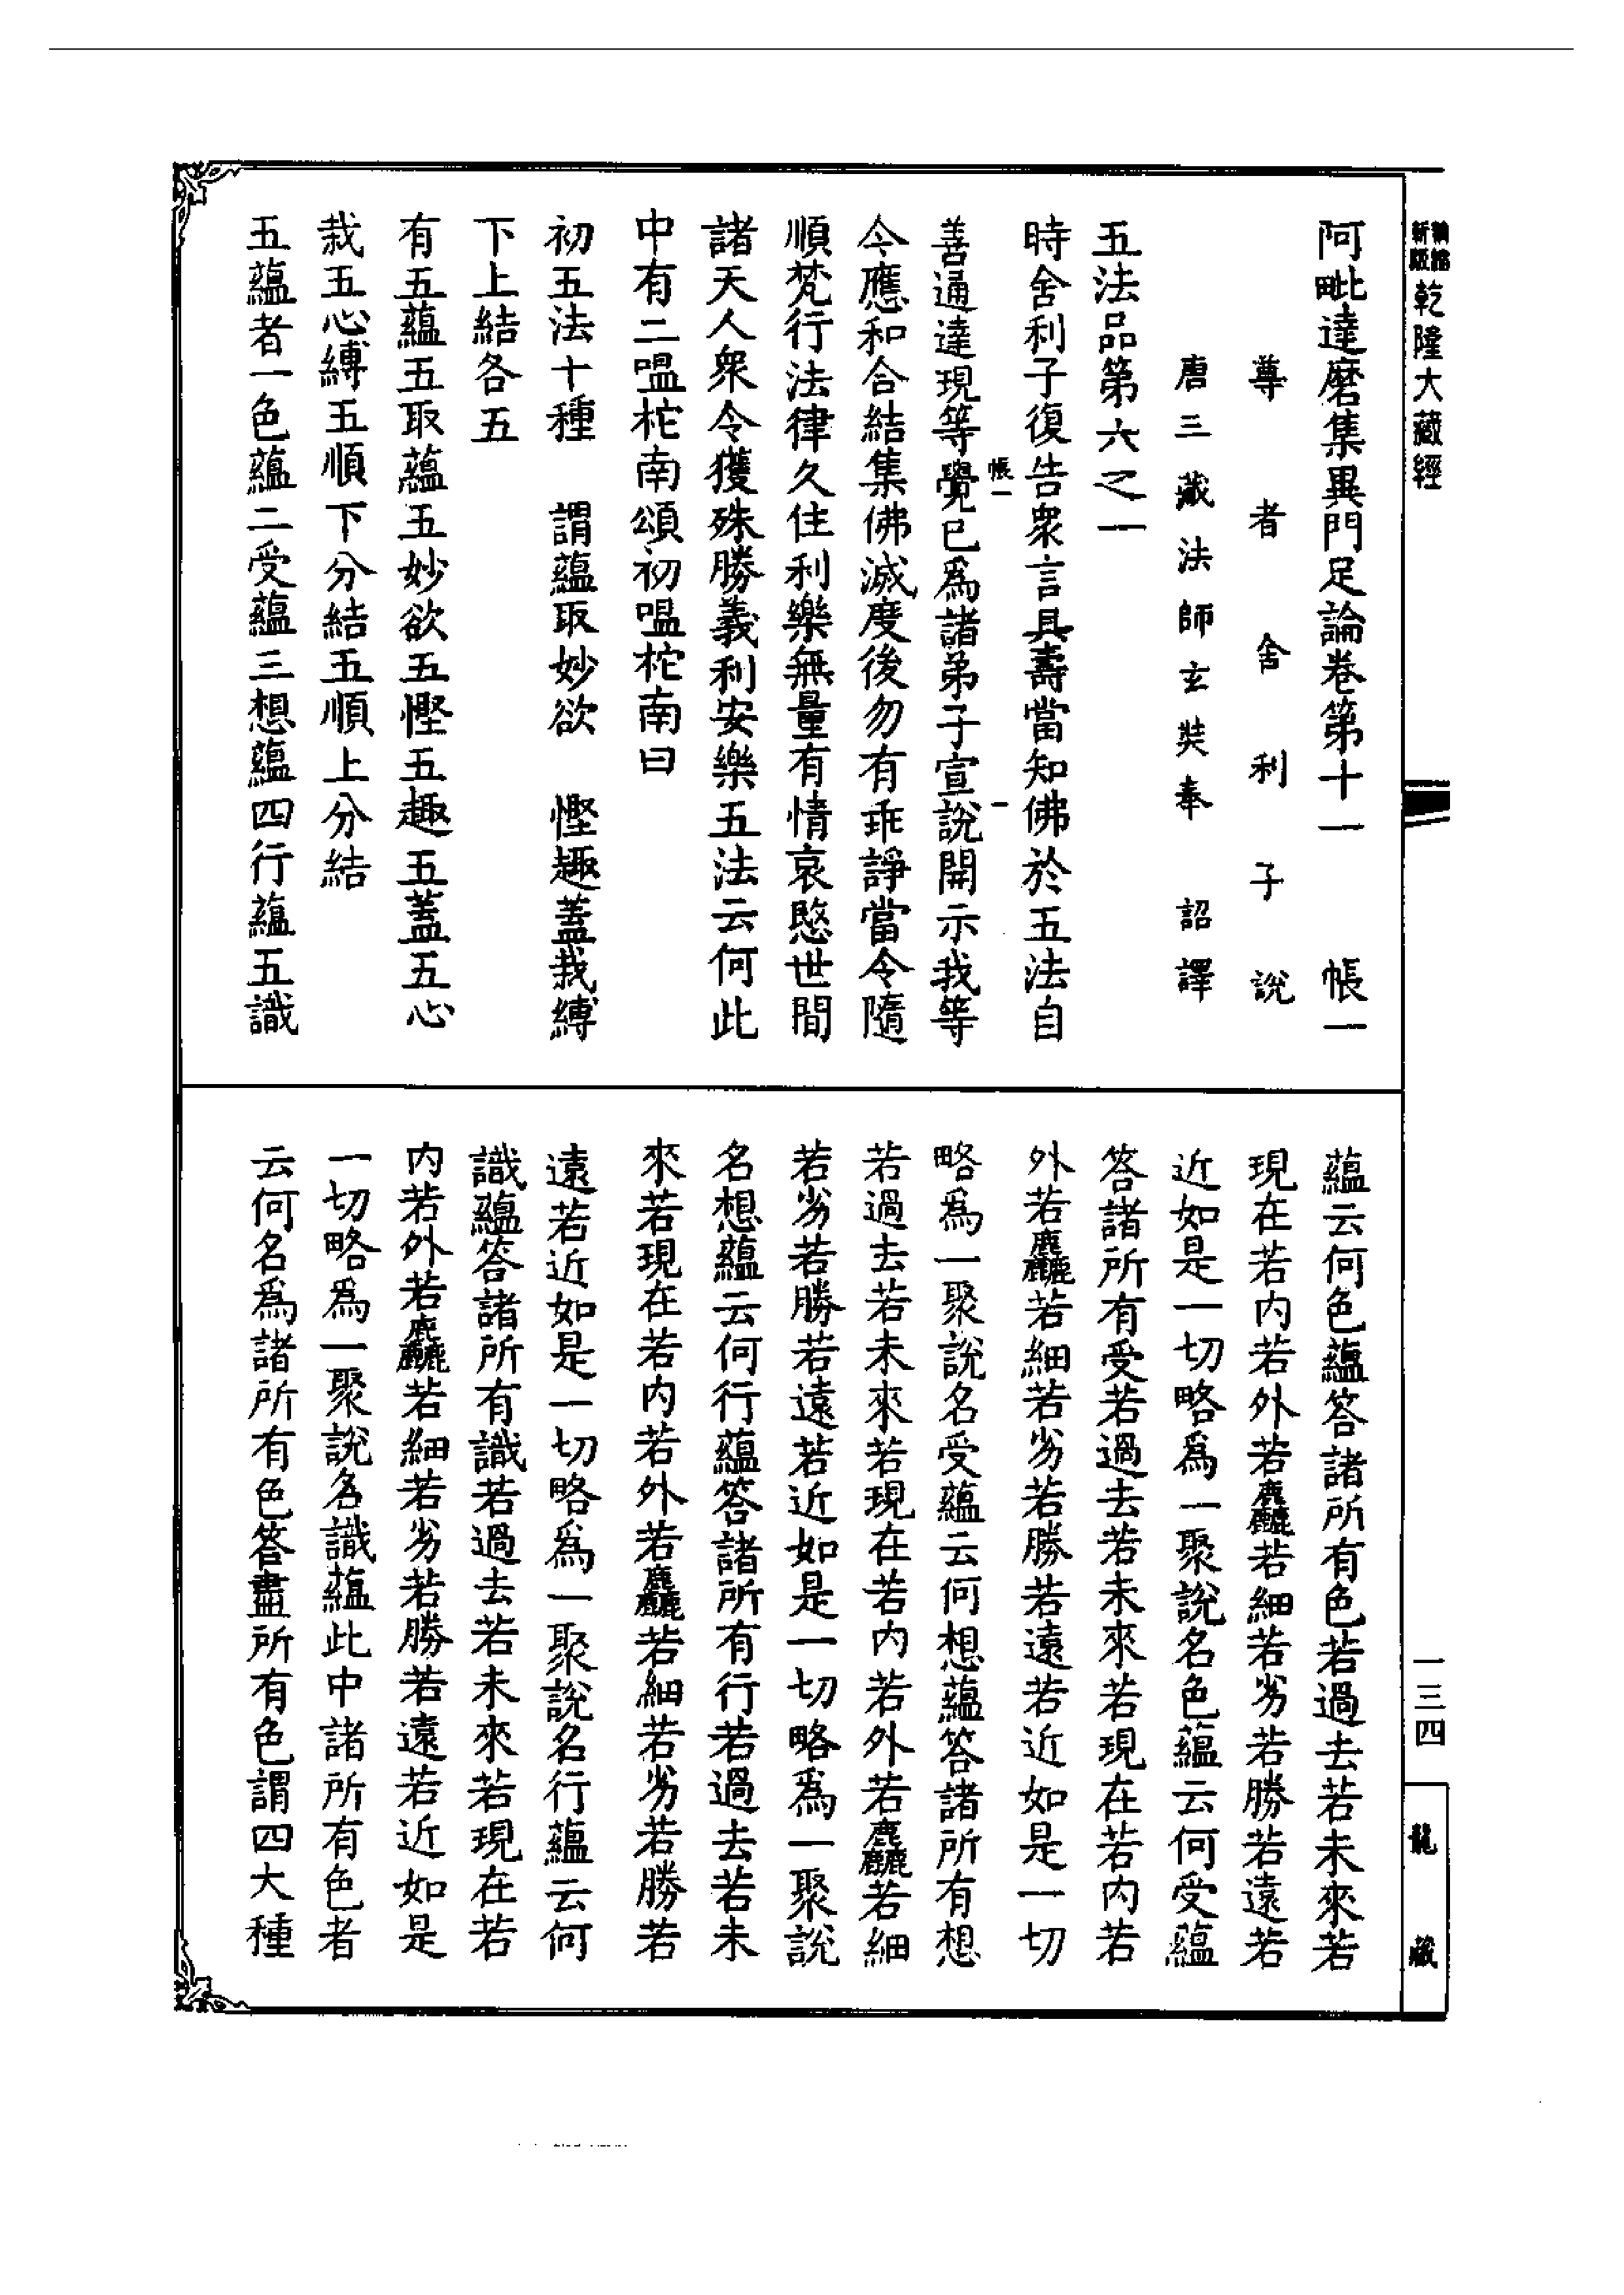 新版精縮乾隆大藏經
阿毗達磨集異門足論卷第十一　帳一
尊者舍利子說
唐三藏法師玄奘奉　詔譯
五法品第六之一
時舍利子復告眾言具壽當知佛於五法自
帳一　一
善通達現等覺已為諸弟子宣說開示我等
今應和合結集佛滅度後勿有乖諍當令隨
順梵行法律久住利樂無量有情哀愍世間
諸天人眾令獲殊勝義利安樂五法云何此
中有二嗢柁南頌初嗢柁南曰
初五法十種　謂蘊取妙欲　慳趣蓋栽縛
下上結各五
有五蘊五取蘊五妙欲五慳五趣五蓋五心
栽五心縛五順下分結五順上分結
五蘊者一色蘊二受蘊三想蘊四行蘊五識
蘊云何色蘊答諸所有色若過去若未來若
現在若內若外若麤若細若劣若勝若遠若
近如是一切略為一聚說名色蘊云何受蘊
答諸所有受若過去若未來若現在若內若
外若麤若細若劣若勝若遠若近如是一切
略為一聚說名受蘊云何想蘊答諸所有想
若過去若未來若現在若內若外若麤若細
若劣若勝若遠若近如是一切略為一聚說
名想蘊云何行蘊答諸所有行若過去若未
來若現在若內若外若麤若細若劣若勝若
遠若近如是一切略為一聚說名行蘊云何
識蘊答諸所有識若過去若未來若現在若
內若外若麤若細若劣若勝若遠若近如是
一切略為一聚說名識蘊此中諸所有色者
云何名為諸所有色答盡所有色謂四大種
一三四
龍藏